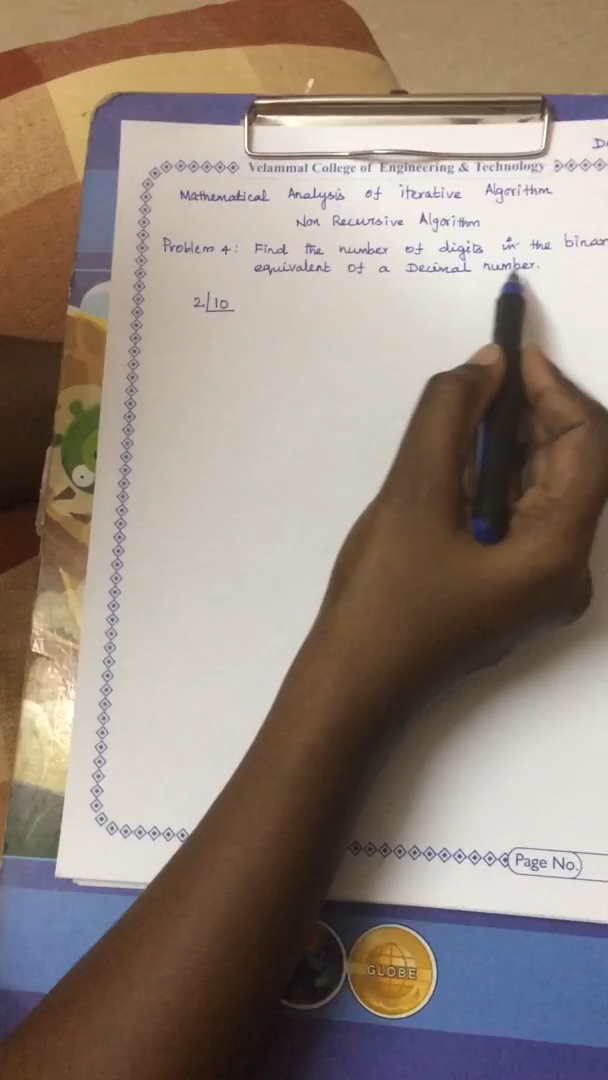 Velammal College of Engineering & Technology
Mathematical Analysis of iterative Algorithm
Non Recursive Algorithm
Problem 4: Find the number of digits in the binar
equivalent of a Decimal number.
2 10
Page No.
GLOBE